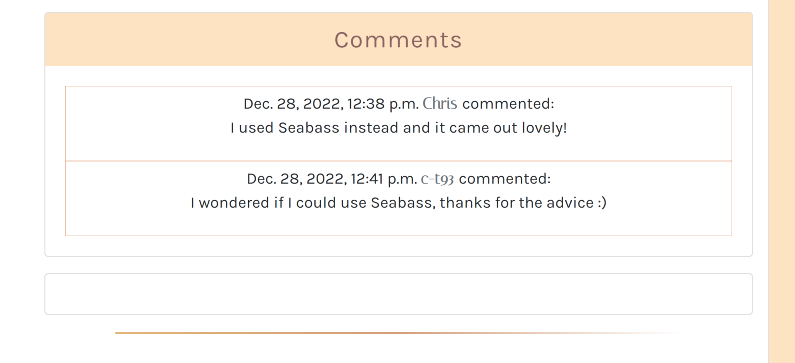 Comments
Dec. 28, 2022, 12:38 p.m. Chris commented:
I used Seabass instead and it came out lovely!
Dec. 28, 2022, 12:41 p.m. c-t93 commented:
I wondered if I could use Seabass, thanks for the advice :)